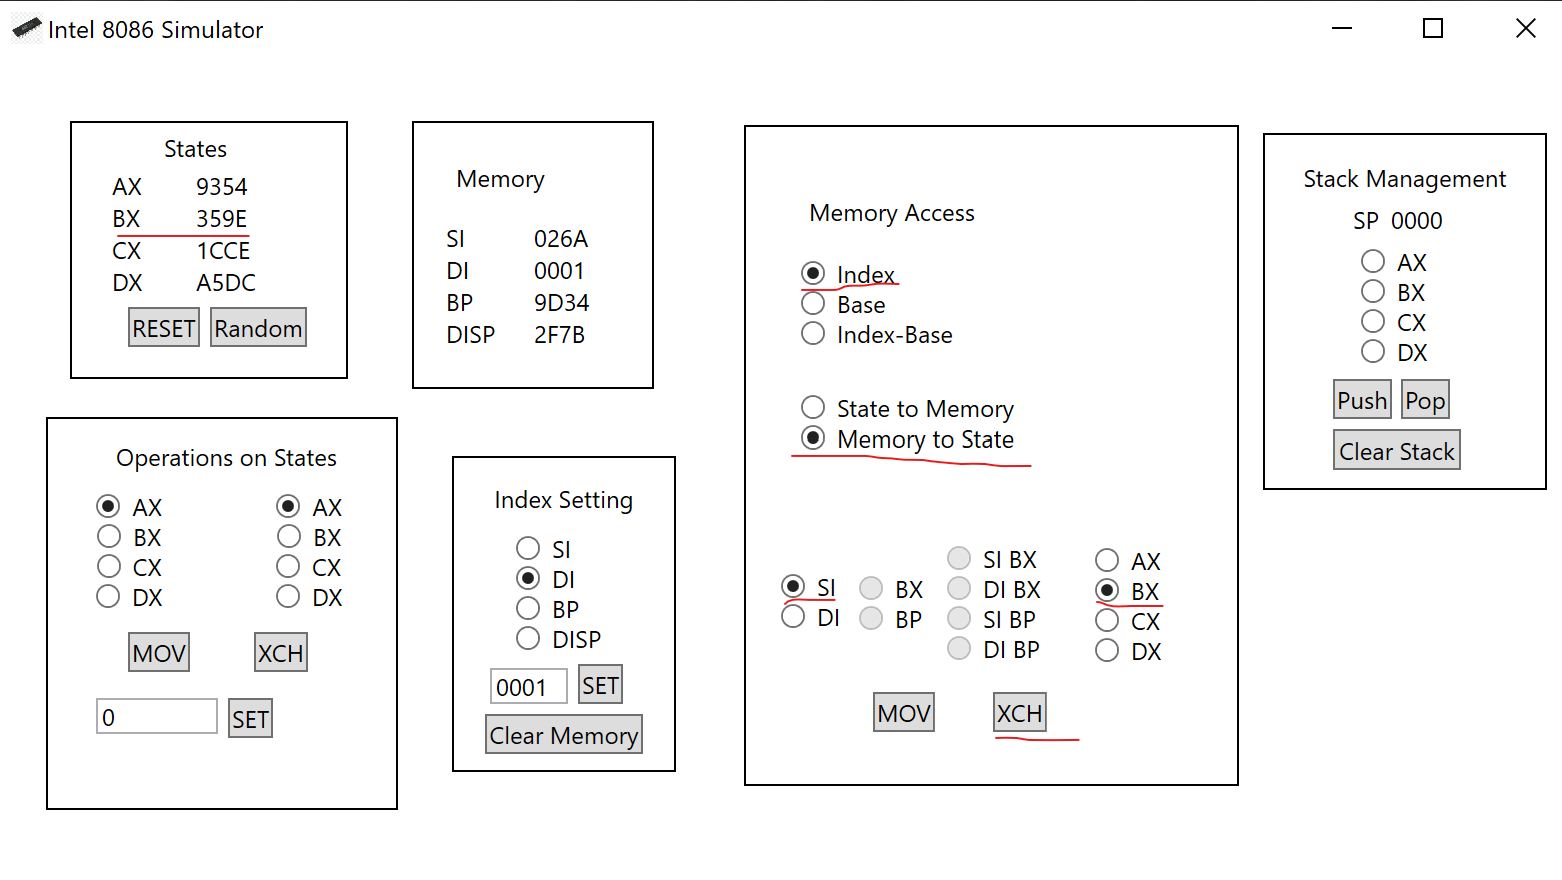 Intel 8086 Simulator
States
AX 9354
BX 359E
CX 1CCE
DX A5DC
RESET Random
Memory
SI 026A
DI 0001
BP 9D34
DISP 2F7B
Operations on States
AX AX
BX BX
CX CX
DX DX
MOV XCH
0 SET
Index Setting
SI
DI
BP
DISP
0001 SET
Clear Memory
Memory Access
Index
Base
Index-Base
State to Memory
Memory to State
SI
DI
BX
BP
SI BX
DI BX
SI BP
DI BP
AX
BX
CX
DX
MOV XCH
Stack Management
SP 0000
AX
BX
CX
DX
Push Pop
Clear Stack